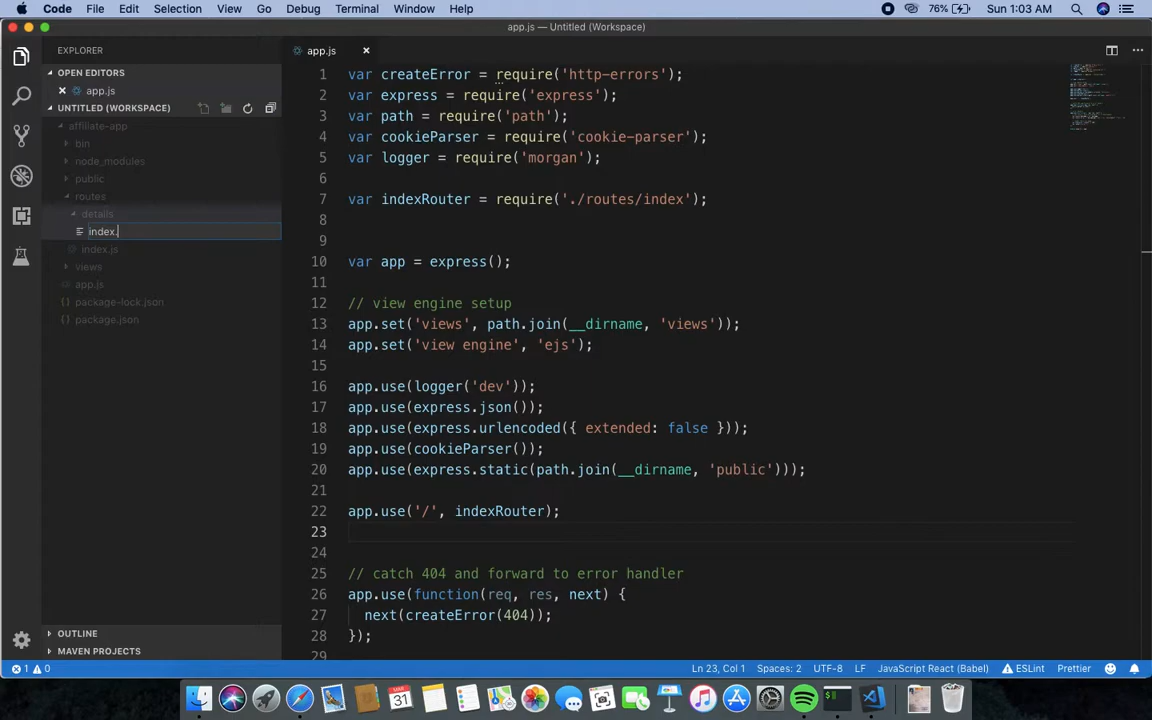 Code File Edit Selection View Go Debug Terminal Window Help 76% Sun 1:03 AM
app.js — Untitled (Workspace)
EXPLORER
OPEN EDITORS
app.js
UNTITLED (WORKSPACE)
affiliate-app
bin
node_modules
public
routes
details
index.
index.js
views
app.js
package-lock.json
package.json
OUTLINE
MAVEN PROJECTS
app.js
1 var createError = require('http-errors');
2 var express = require('express');
3 var path = require('path');
4 var cookieParser = require('cookie-parser');
5 var logger = require('morgan');
6
7 var indexRouter = require('./routes/index');
8
9
10 var app = express();
11
12 // view engine setup
13 app.set('views', path.join(__dirname, 'views'));
14 app.set('view engine', 'ejs');
15
16 app.use(logger('dev'));
17 app.use(express.json());
18 app.use(express.urlencoded({ extended: false }));
19 app.use(cookieParser());
20 app.use(express.static(path.join(__dirname, 'public')));
21
22 app.use('/', indexRouter);
23
24
25 // catch 404 and forward to error handler
26 app.use(function(req, res, next) {
27 next(createError(404));
28 });
29
1 0 Ln 23, Col 1 Spaces: 2 UTF-8 LF JavaScript React (Babel) ESLint Prettier
31